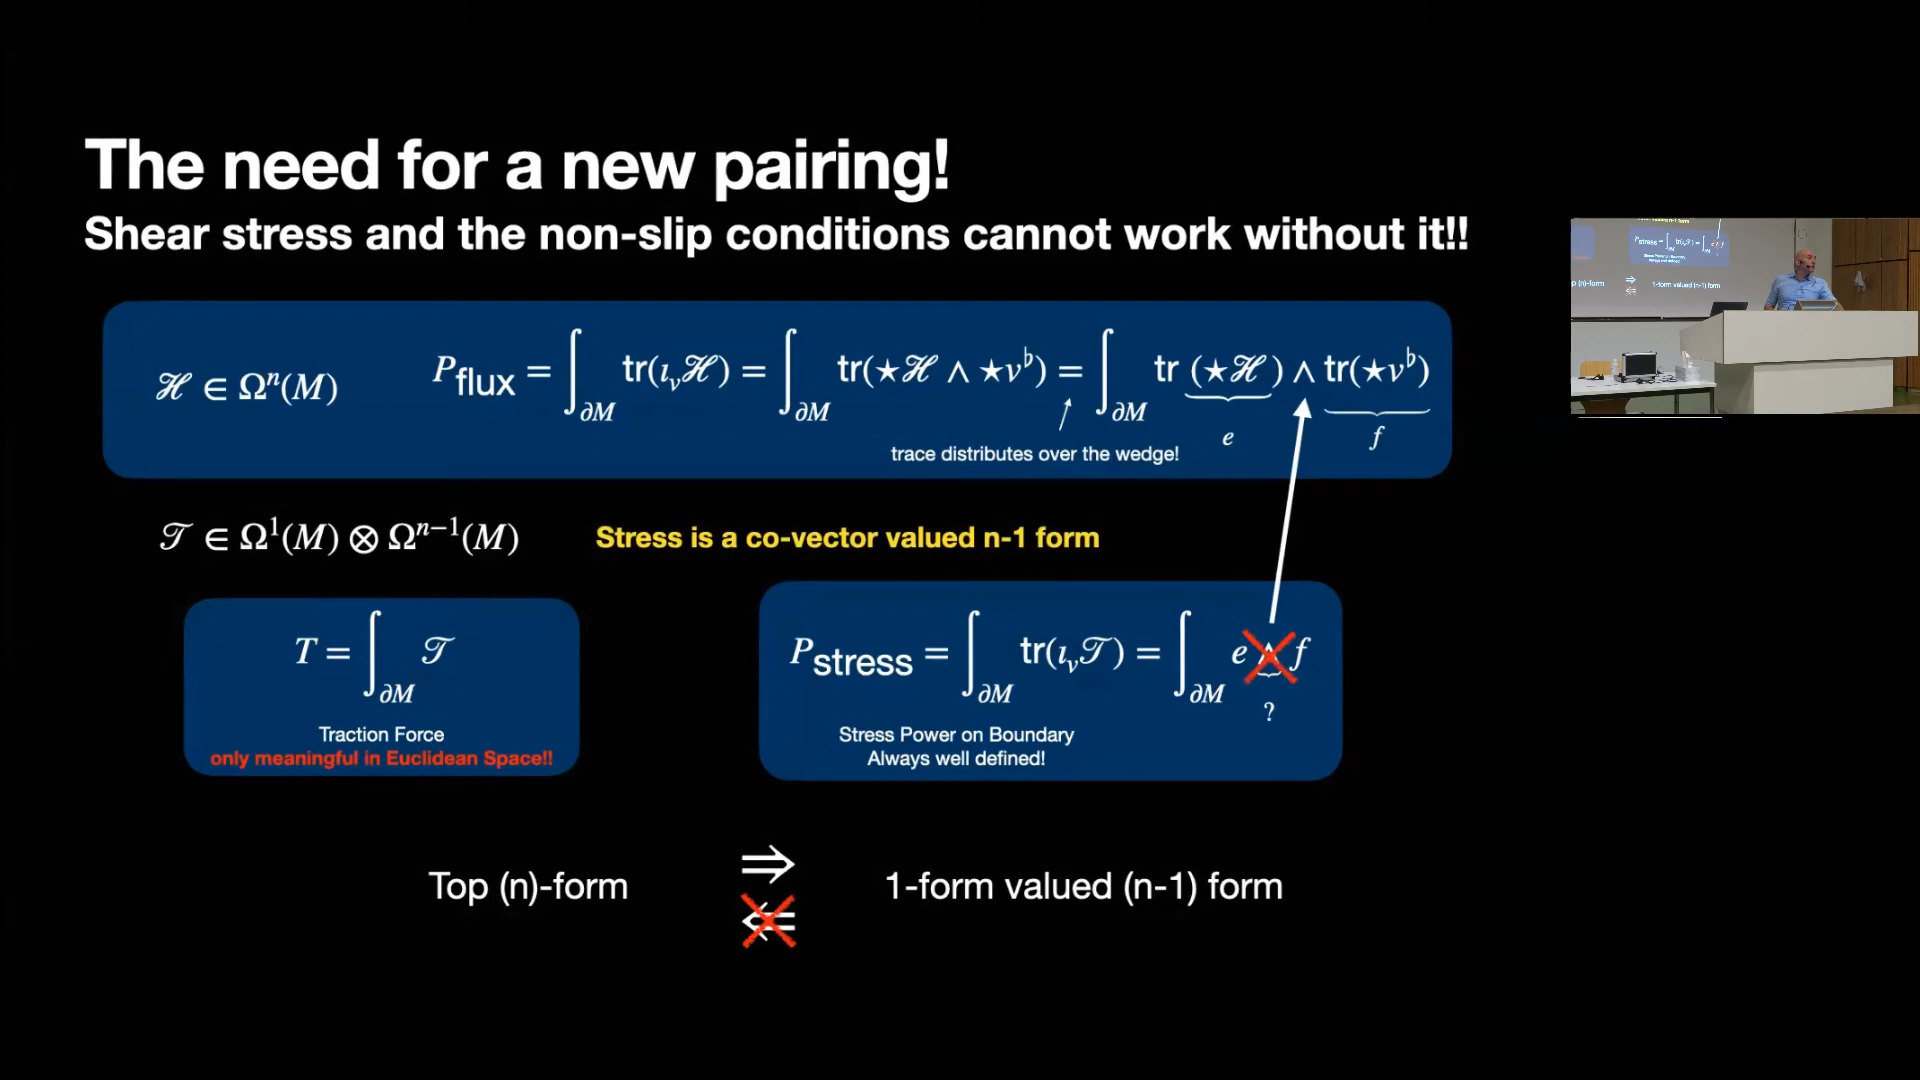 The need for a new pairing!
Shear stress and the non-slip conditions cannot work without it!!
ℋ ∈ Ωⁿ(M) P_flux = ∫_∂M tr(ι_v ℋ) = ∫_∂M tr(⋆ℋ ∧ ⋆v^♭) = ∫_∂M tr (⋆ℋ) ∧ tr(⋆v^♭)
e f
trace distributes over the wedge!
𝒯 ∈ Ω¹(M) ⊗ Ωⁿ⁻¹(M) Stress is a co-vector valued n-1 form
T = ∫_∂M 𝒯
Traction Force
only meaningful in Euclidean Space!!
P_stress = ∫_∂M tr(ι_v 𝒯) = ∫_∂M e ∧ f
?
Stress Power on Boundary
Always well defined!
Top (n)-form ⇒ 1-form valued (n-1) form
⇐